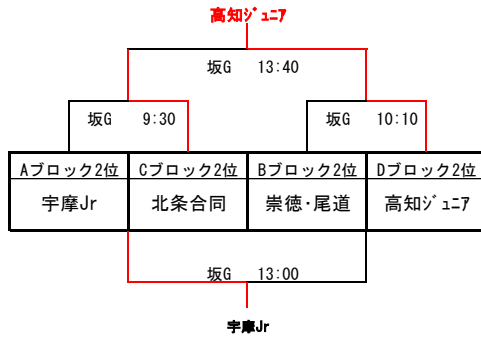 高知ジュニア
坂G 13:40
坂G 9:30 坂G 10:10
Aブロック2位 Cブロック2位 Bブロック2位 Dブロック2位
宇摩Jr 北条合同 崇徳・尾道 高知ジュニア
坂G 13:00
宇摩Jr